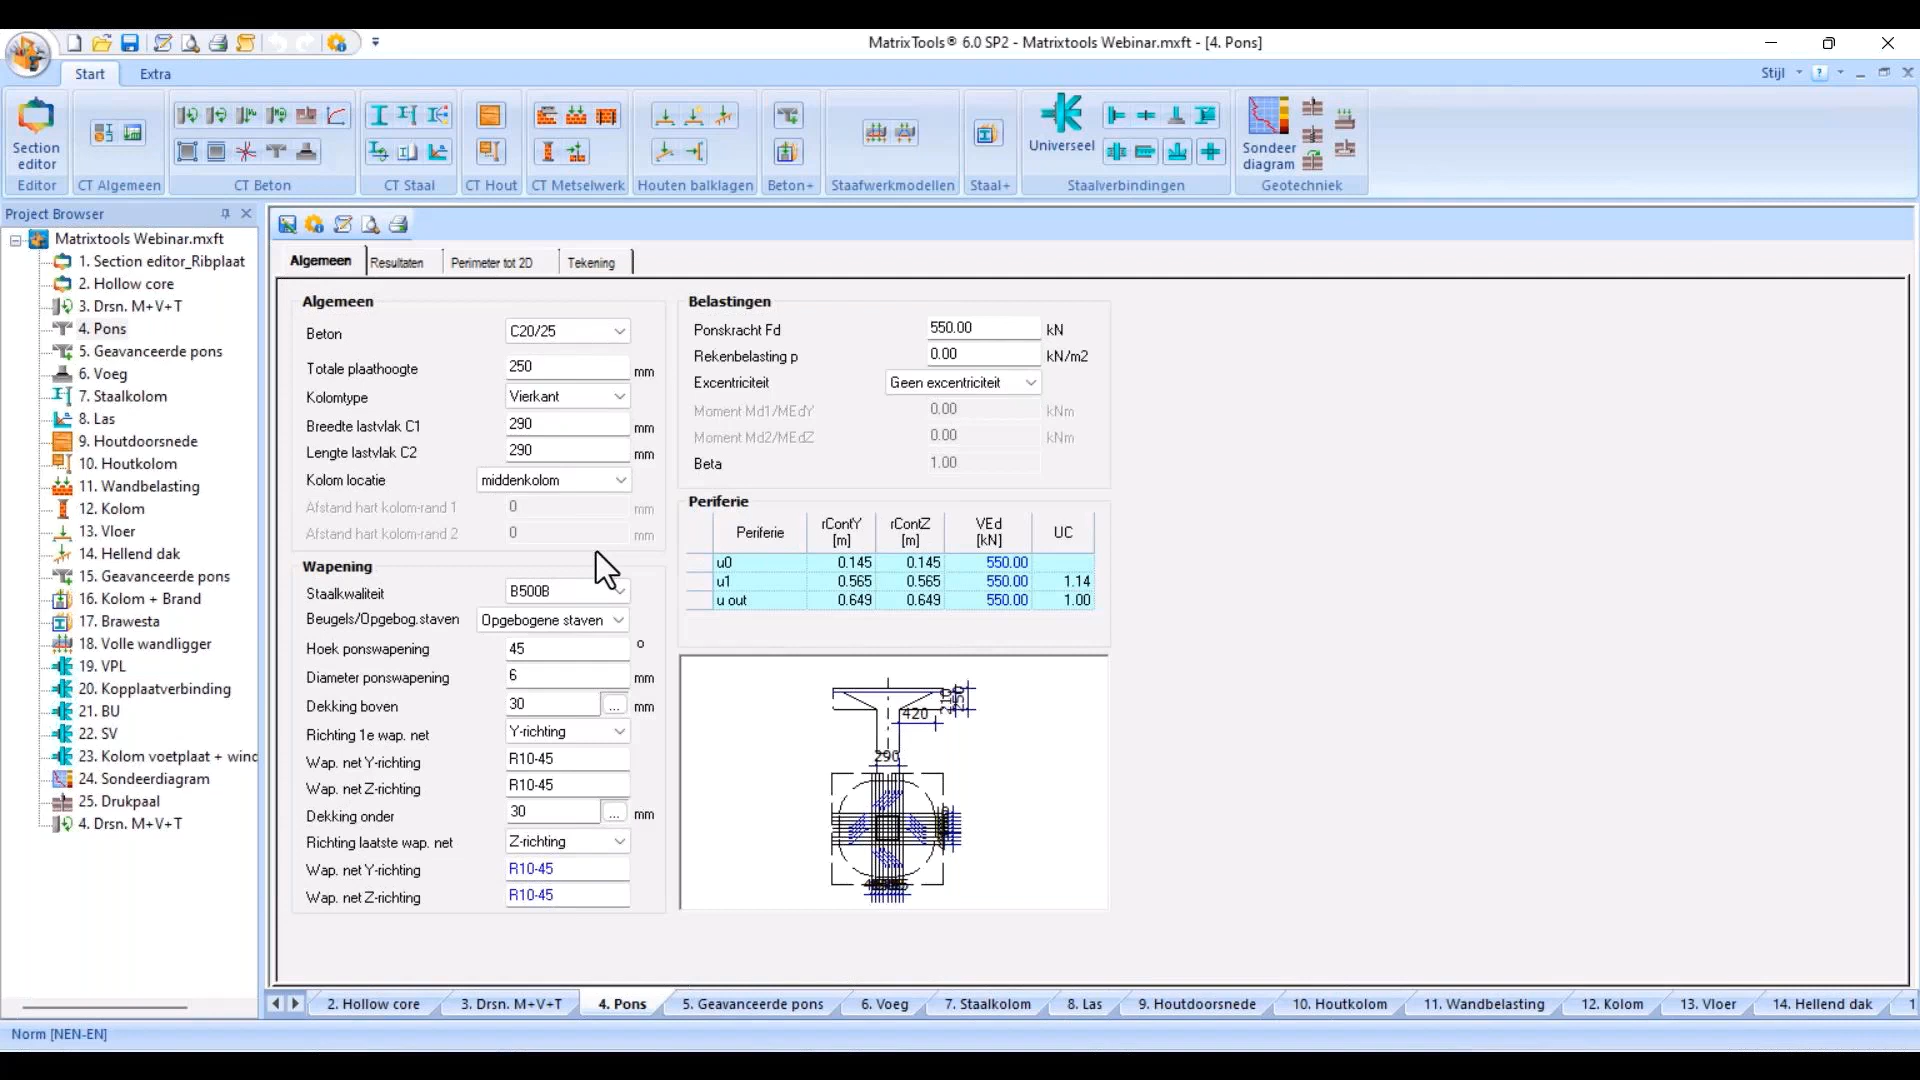 MatrixTools® 6.0 SP2 - Matrixtools Webinar.mxft - [4. Pons]
Start Extra
Stijl
Section editor
Universeel
Sondeer diagram
Editor CT Algemeen CT Beton CT Staal CT Hout CT Metselwerk Houten balklagen Beton+ Staafwerkmodellen Staal+ Staalverbindingen Geotechniek
Project Browser
Matrixtools Webinar.mxft
1. Section editor_Ribplaat
2. Hollow core
3. Drsn. M+V+T
4. Pons
5. Geavanceerde pons
6. Voeg
7. Staalkolom
8. Las
9. Houtdoorsnede
10. Houtkolom
11. Wandbelasting
12. Kolom
13. Vloer
14. Hellend dak
15. Geavanceerde pons
16. Kolom + Brand
17. Brawesta
18. Volle wandligger
19. VPL
20. Kopplaatverbinding
21. BU
22. SV
23. Kolom voetplaat + wind
24. Sondeerdiagram
25. Drukpaal
4. Drsn. M+V+T
Algemeen Resultaten Perimeter tot 2D Tekening
Algemeen
Beton C20/25
Totale plaathoogte 250 mm
Kolomtype Vierkant
Breedte lastvlak C1 290 mm
Lengte lastvlak C2 290 mm
Kolom locatie middenkolom
Afstand hart kolom-rand 1 0 mm
Afstand hart kolom-rand 2 0 mm
Wapening
Staalkwaliteit B500B
Beugels/Opgebog.staven Opgebogene staven
Hoek ponswapening 45 o
Diameter ponswapening 6 mm
Dekking boven 30 ... mm
Richting 1e wap. net Y-richting
Wap. net Y-richting R10-45
Wap. net Z-richting R10-45
Dekking onder 30 ... mm
Richting laatste wap. net Z-richting
Wap. net Y-richting R10-45
Wap. net Z-richting R10-45
Belastingen
Ponskracht Fd 550.00 kN
Rekenbelasting p 0.00 kN/m2
Excentriciteit Geen excentriciteit
Moment Md1/MEdY 0.00 kNm
Moment Md2/MEdZ 0.00 kNm
Beta 1.00
Periferie
Periferie rContY [m] rContZ [m] VEd [kN] UC
u0 0.145 0.145 550.00
u1 0.565 0.565 550.00 1.14
u out 0.649 0.649 550.00 1.00
210
250
420
290
2. Hollow core 3. Drsn. M+V+T 4. Pons 5. Geavanceerde pons 6. Voeg 7. Staalkolom 8. Las 9. Houtdoorsnede 10. Houtkolom 11. Wandbelasting 12. Kolom 13. Vloer 14. Hellend dak 1
Norm [NEN-EN]